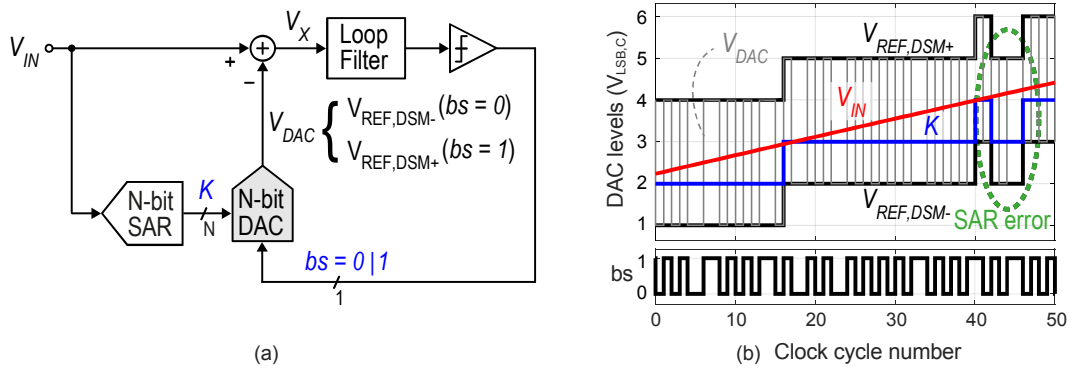 V_IN
+
−
V_X
Loop
Filter
V_DAC { V_REF,DSM- (bs = 0)
V_REF,DSM+ (bs = 1)
N-bit
SAR
K
N
N-bit
DAC
bs = 0|1
1
(a)
DAC levels (V_LSB,C)
6
5
4
3
2
1
V_DAC
V_REF,DSM+
V_IN
K
V_REF,DSM-
SAR error
bs
1
0
0 10 20 30 40 50
(b) Clock cycle number